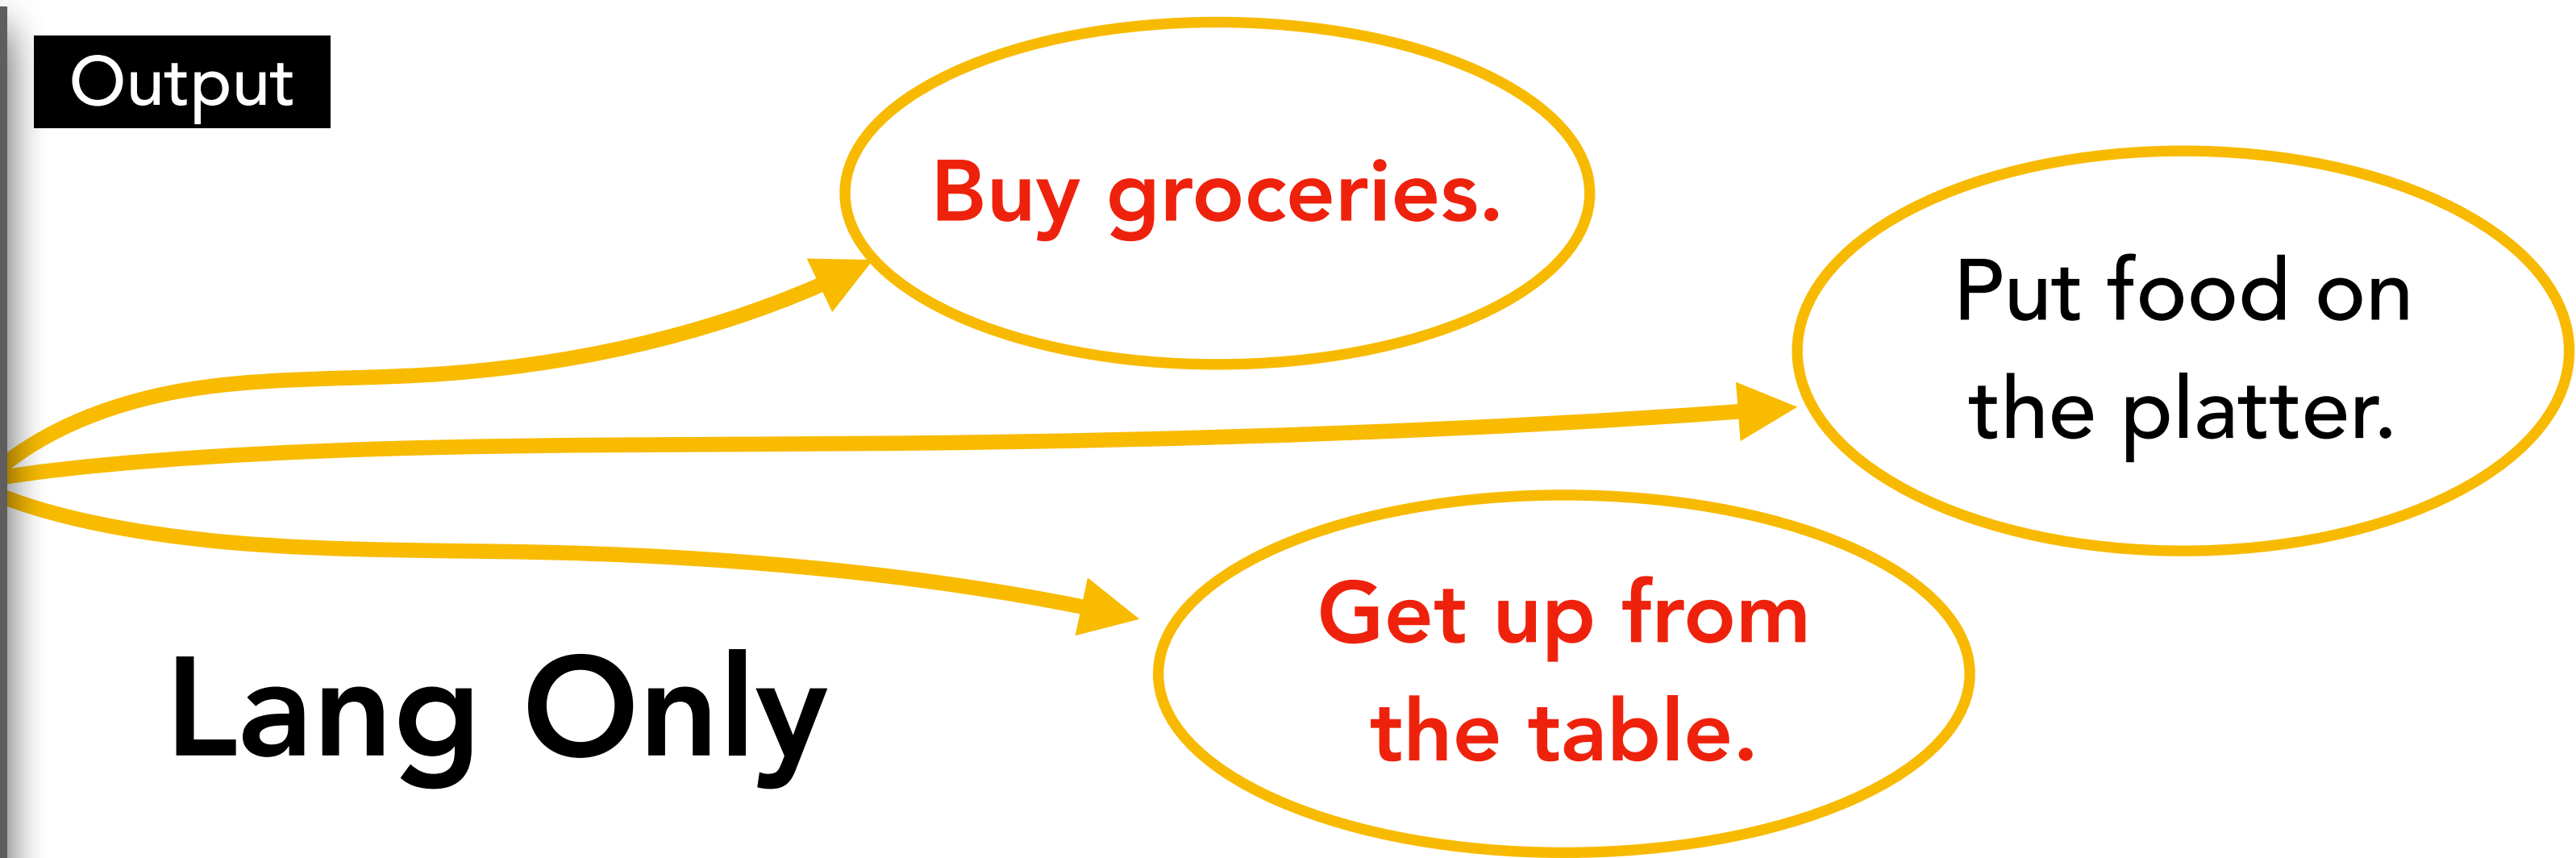 Output
Buy groceries.
Put food on
the platter.
Get up from
the table.
Lang Only